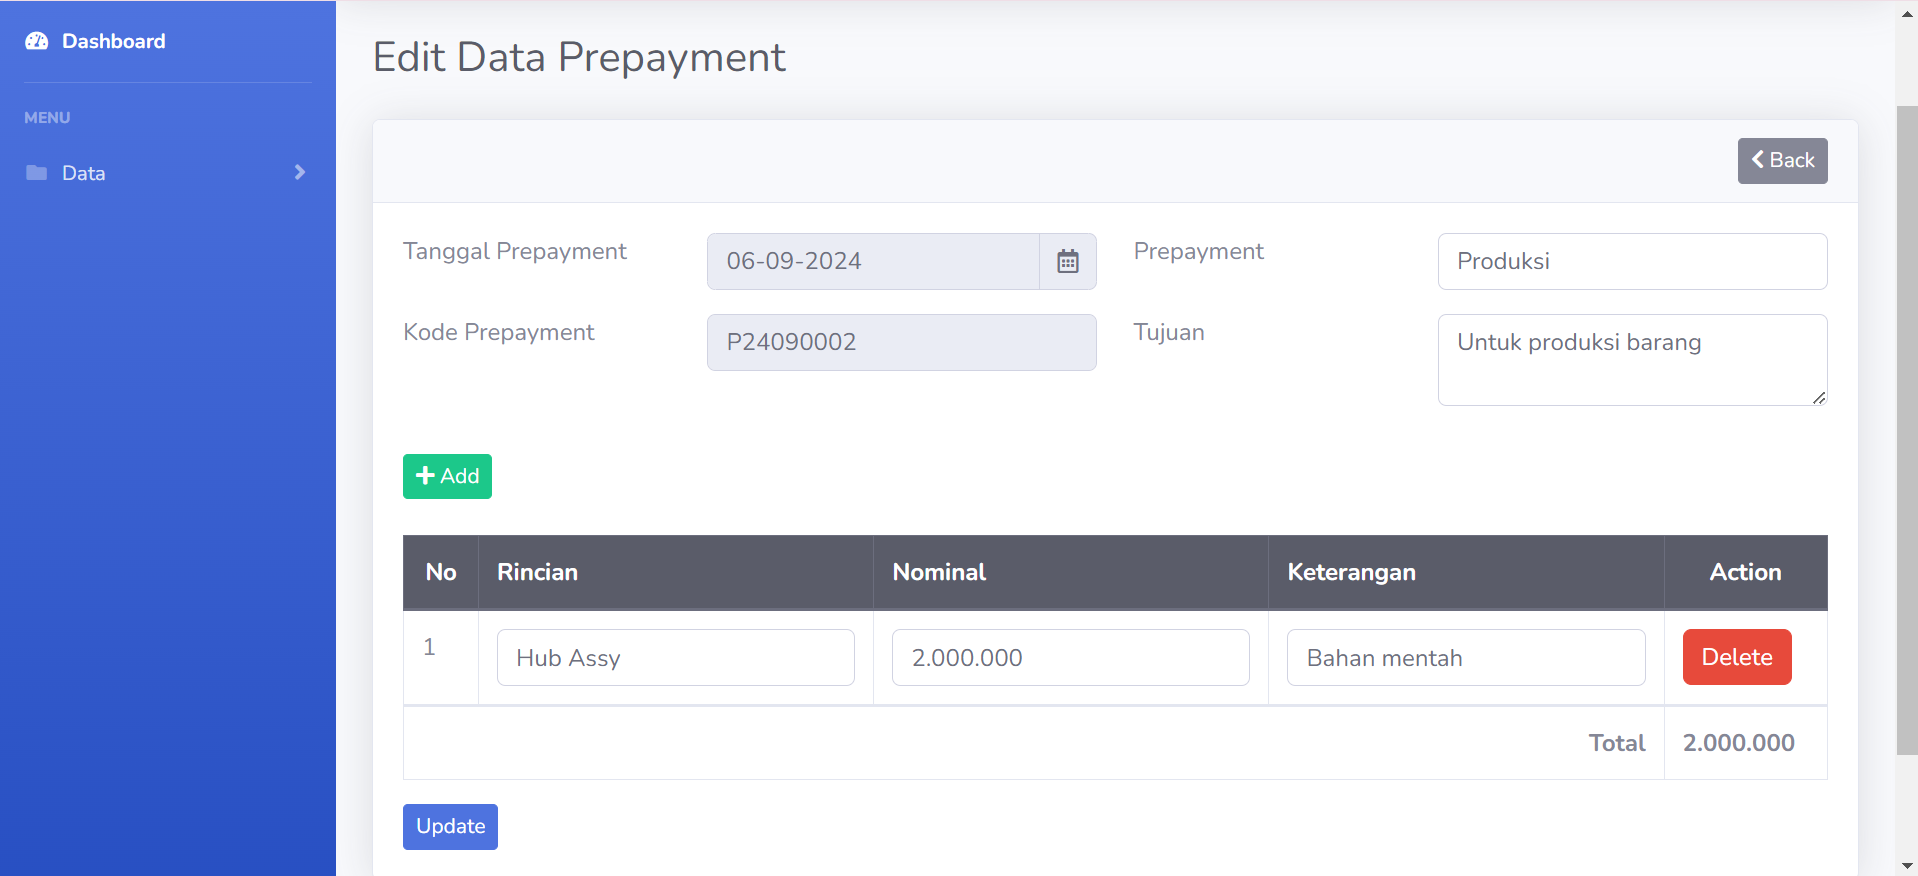 Dashboard
MENU
Data
Edit Data Prepayment
Back
Tanggal Prepayment
06-09-2024
Prepayment
Produksi
Kode Prepayment
P24090002
Tujuan
Untuk produksi barang
Add
No Rincian Nominal Keterangan Action
1 Hub Assy 2.000.000 Bahan mentah Delete
Total 2.000.000
Update